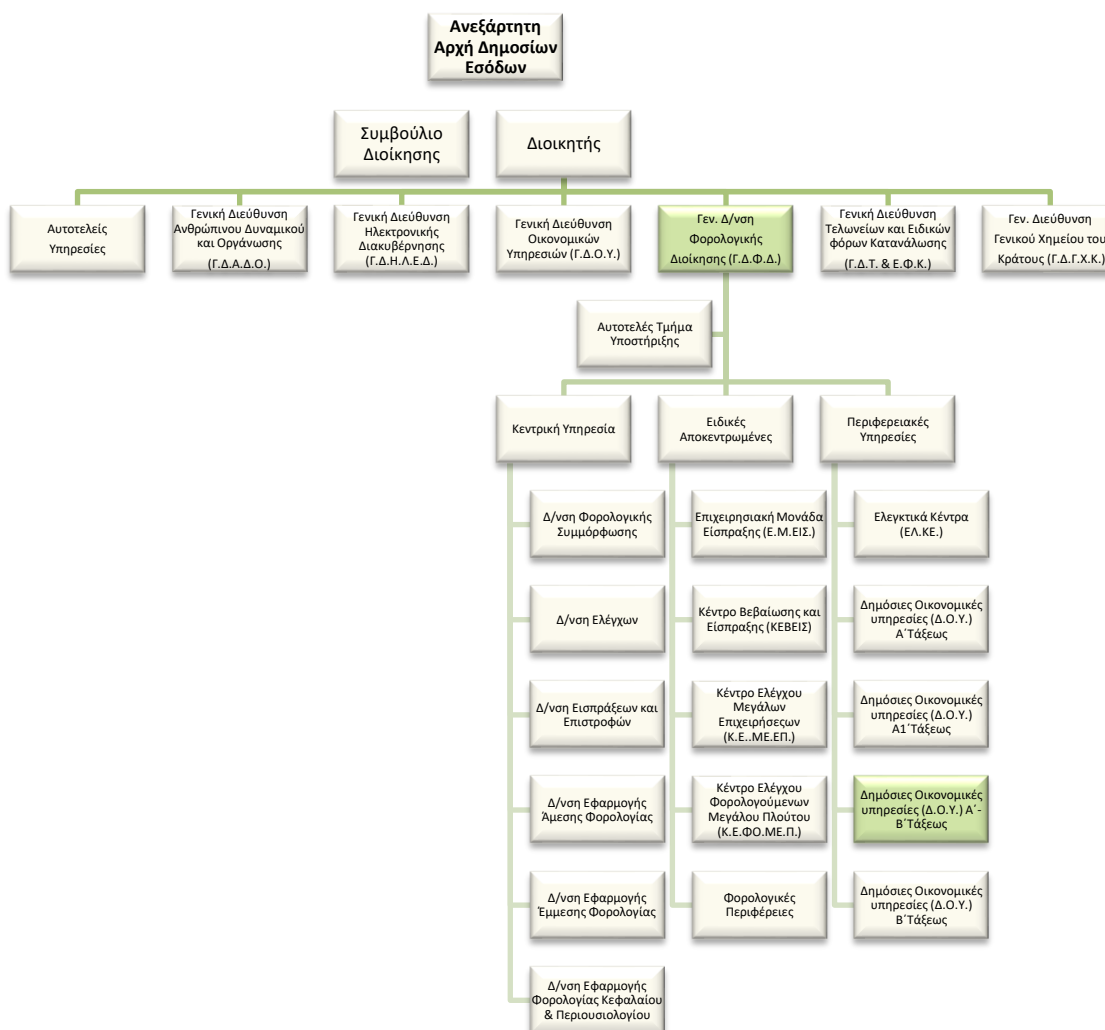 Ανεξάρτητη
Αρχή Δημοσίων
Εσόδων
Συμβούλιο
Διοίκησης
Διοικητής
Αυτοτελείς
Υπηρεσίες
Γενική Διεύθυνση
Ανθρώπινου Δυναμικού
και Οργάνωσης
(Γ.Δ.Α.Δ.Ο.)
Γενική Διεύθυνση
Ηλεκτρονικής
Διακυβέρνησης
(Γ.Δ.Η.Λ.Ε.Δ.)
Γενική Διεύθυνση
Οικονομικών
Υπηρεσιών (Γ.Δ.Ο.Υ.)
Γεν. Δ/νση
Φορολογικής
Διοίκησης (Γ.Δ.Φ.Δ.)
Γενική Διεύθυνση
Τελωνείων και Ειδικών
φόρων Κατανάλωσης
(Γ.Δ.Τ. & Ε.Φ.Κ.)
Γεν. Διεύθυνση
Γενικού Χημείου του
Κράτους (Γ.Δ.Γ.Χ.Κ.)
Αυτοτελές Τμήμα
Υποστήριξης
Κεντρική Υπηρεσία
Ειδικές
Αποκεντρωμένες
Περιφερειακές
Υπηρεσίες
Δ/νση Φορολογικής
Συμμόρφωσης
Επιχειρησιακή Μονάδα
Είσπραξης (Ε.Μ.ΕΙΣ.)
Ελεγκτικά Κέντρα
(ΕΛ.ΚΕ.)
Δ/νση Ελέγχων
Κέντρο Βεβαίωσης και
Είσπραξης (ΚΕΒΕΙΣ)
Δημόσιες Οικονομικές
υπηρεσίες (Δ.Ο.Υ.)
Α΄Τάξεως
Δ/νση Εισπράξεων και
Επιστροφών
Κέντρο Ελέγχου
Μεγάλων
Επιχειρήσεςων
(Κ.Ε..ΜΕ.ΕΠ.)
Δημόσιες Οικονομικές
υπηρεσίες (Δ.Ο.Υ.)
Α1΄Τάξεως
Δ/νση Εφαρμογής
Άμεσης Φορολογίας
Κέντρο Ελέγχου
Φορολογούμενων
Μεγάλου Πλούτου
(Κ.Ε.ΦΟ.ΜΕ.Π.)
Δημόσιες Οικονομικές
υπηρεσίες (Δ.Ο.Υ.) Α΄-
Β΄Τάξεως
Δ/νση Εφαρμογής
Έμμεσης Φορολογίας
Φορολογικές
Περιφέρειες
Δημόσιες Οικονομικές
υπηρεσίες (Δ.Ο.Υ.)
Β΄Τάξεως
Δ/νση Εφαρμογής
Φορολογίας Κεφαλαίου
& Περιουσιολογίου